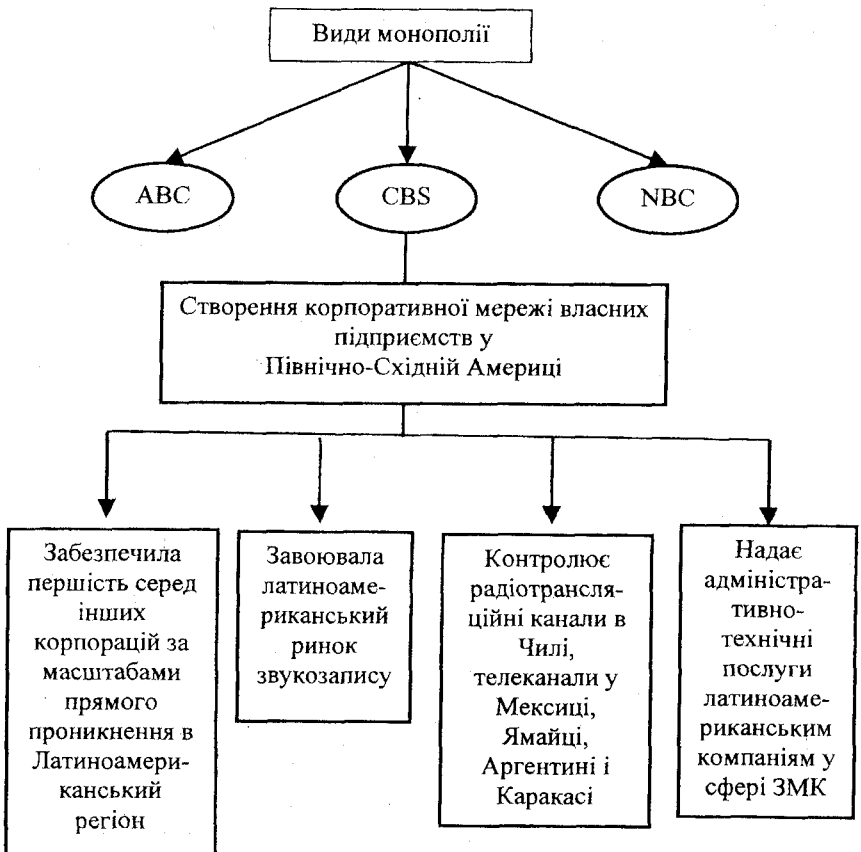 Види монополії
ABC
CBS
NBC
Створення корпоративної мережі власних
підприємств у
Північно-Східній Америці
Забезпечила
першість серед
інших
корпорацій за
масштабами
прямого
проникнення в
Латиноамери-
канський
регіон
Завоювала
латиноаме-
риканський
ринок
звукозапису
Контролює
радіотрансля-
ційні канали в
Чилі,
телеканали у
Мексиці,
Ямайці,
Аргентині і
Каракасі
Надає
адміністра-
тивно-
технічні
послуги
латиноаме-
риканським
компаніям у
сфері ЗМК